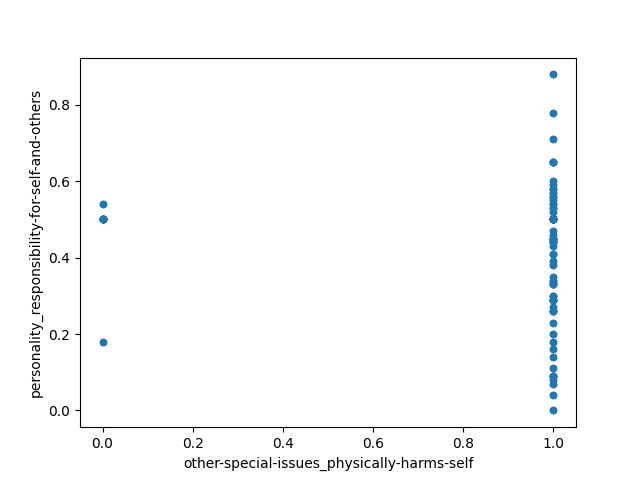 personality_responsibility-for-self-and-others
0.8
0.6
0.4
0.2
0.0
0.0 0.2 0.4 0.6 0.8 1.0
other-special-issues_physically-harms-self